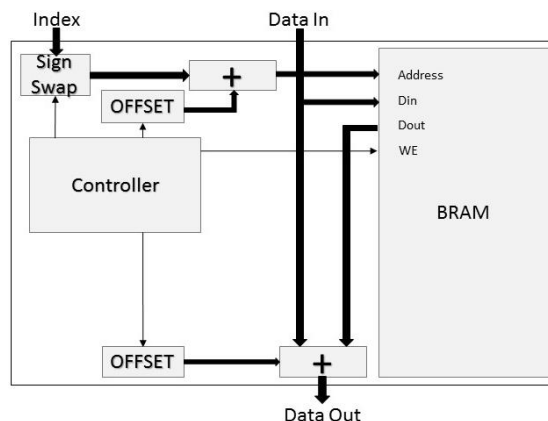 Index
Data In
Sign
Swap
+
Address
OFFSET
Din
Dout
WE
Controller
BRAM
OFFSET
+
Data Out